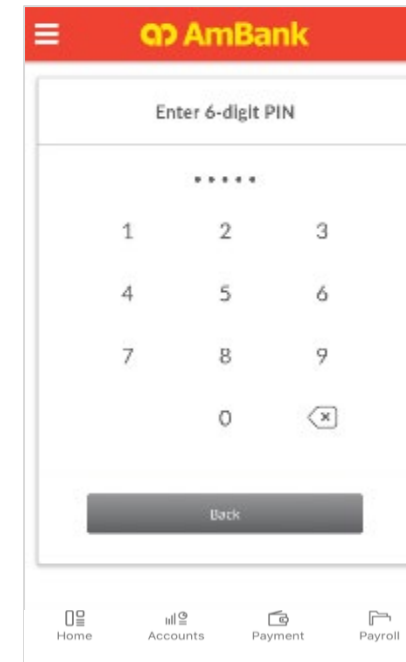 AmBank
Enter 6-digit PIN
1 2 3
4 5 6
7 8 9
0
Back
Home Accounts Payment Payroll